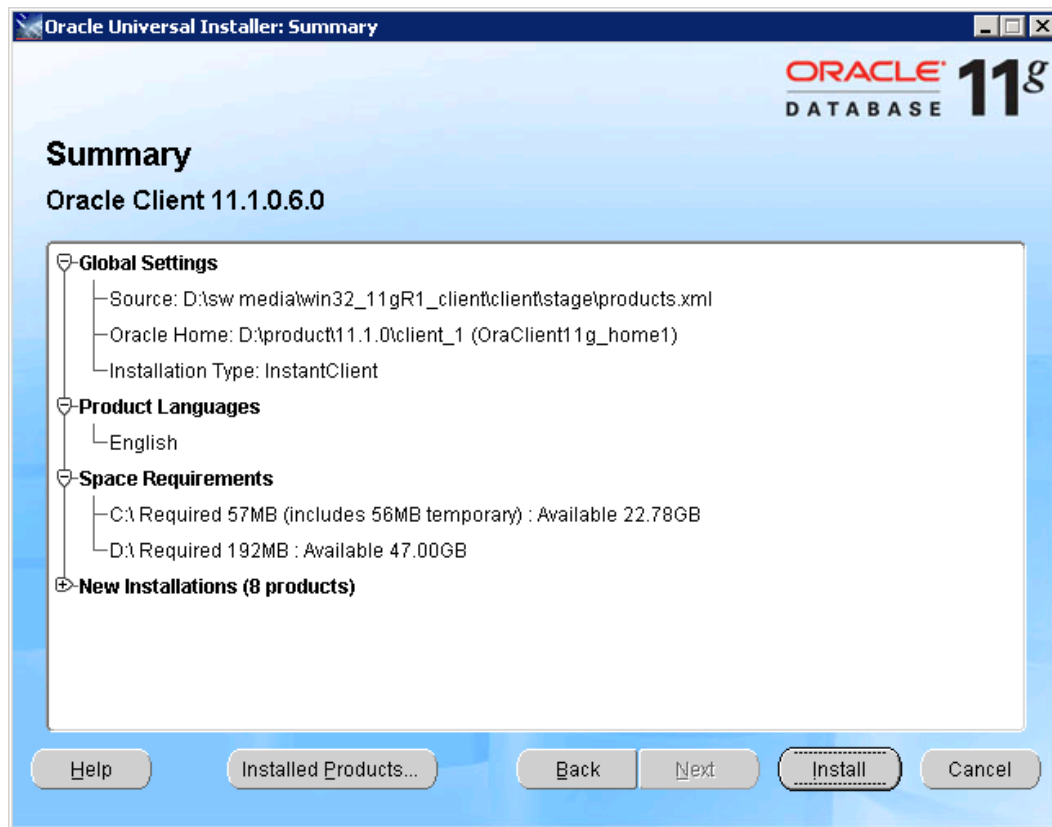 Oracle Universal Installer: Summary
ORACLE 11g
DATABASE
Summary
Oracle Client 11.1.0.6.0
Global Settings
Source: D:\sw media\win32_11gR1_client\client\stage\products.xml
Oracle Home: D:\product\11.1.0\client_1 (OraClient11g_home1)
Installation Type: InstantClient
Product Languages
English
Space Requirements
C:\ Required 57MB (includes 56MB temporary) : Available 22.78GB
D:\ Required 192MB : Available 47.00GB
New Installations (8 products)
Help Installed Products... Back Next Install Cancel